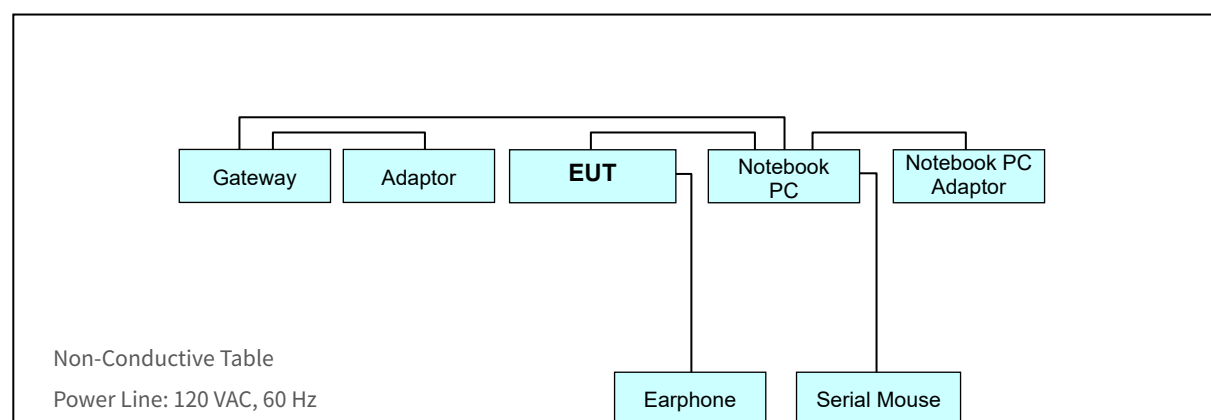 Gateway
Adaptor
EUT
Notebook
PC
Notebook PC
Adaptor
Non-Conductive Table
Power Line: 120 VAC, 60 Hz
Earphone
Serial Mouse